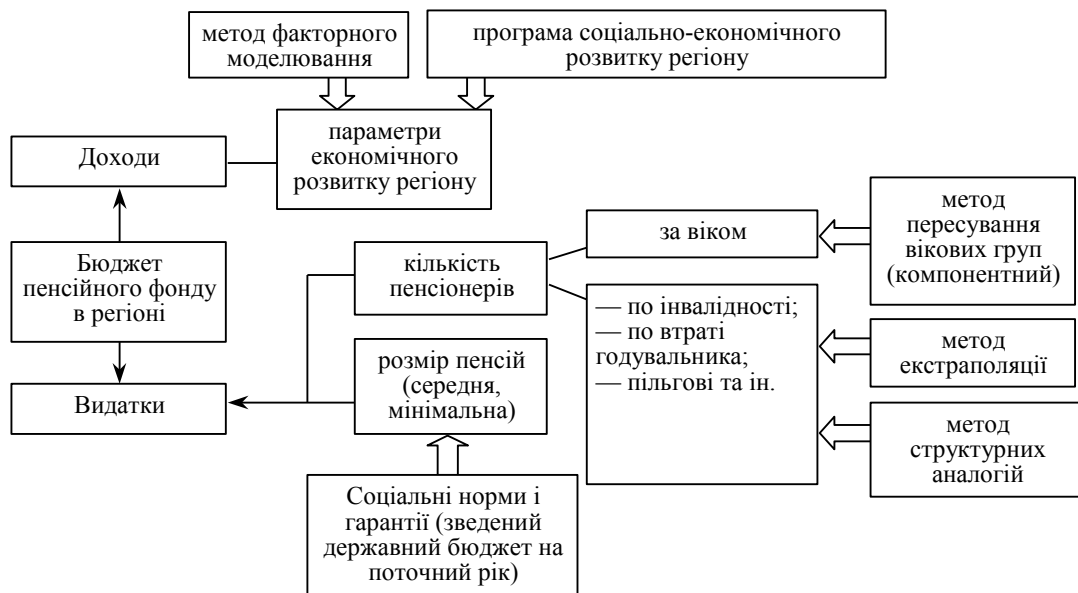 метод факторного
моделювання
програма соціально-економічного
розвитку регіону
Доходи
параметри
економічного
розвитку регіону
Бюджет
пенсійного фонду
в регіоні
Видатки
кількість
пенсіонерів
розмір пенсій
(середня,
мінімальна)
Соціальні норми і
гарантії (зведений
державний бюджет на
поточний рік)
за віком
— по інвалідності;
— по втраті
годувальника;
— пільгові та ін.
метод
пересування
вікових груп
(компонентний)
метод
екстраполяції
метод
структурних
аналогій